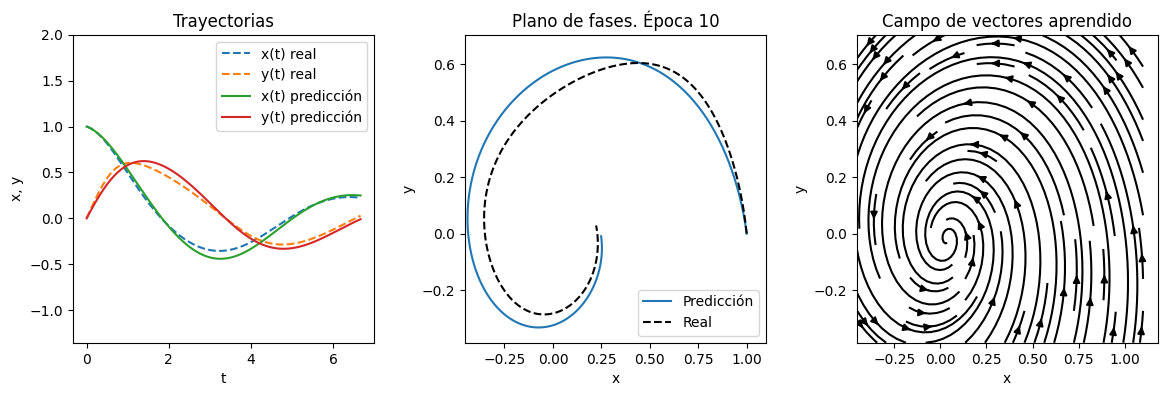 Trayectorias
x, y
2.0
1.5
1.0
0.5
0.0
−0.5
−1.0
x(t) real
y(t) real
x(t) predicción
y(t) predicción
0 2 4 6
t
Plano de fases. Época 10
y
0.6
0.4
0.2
0.0
−0.2
Predicción
Real
−0.25 0.00 0.25 0.50 0.75 1.00
x
Campo de vectores aprendido
y
0.6
0.4
0.2
0.0
−0.2
−0.25 0.00 0.25 0.50 0.75 1.00
x